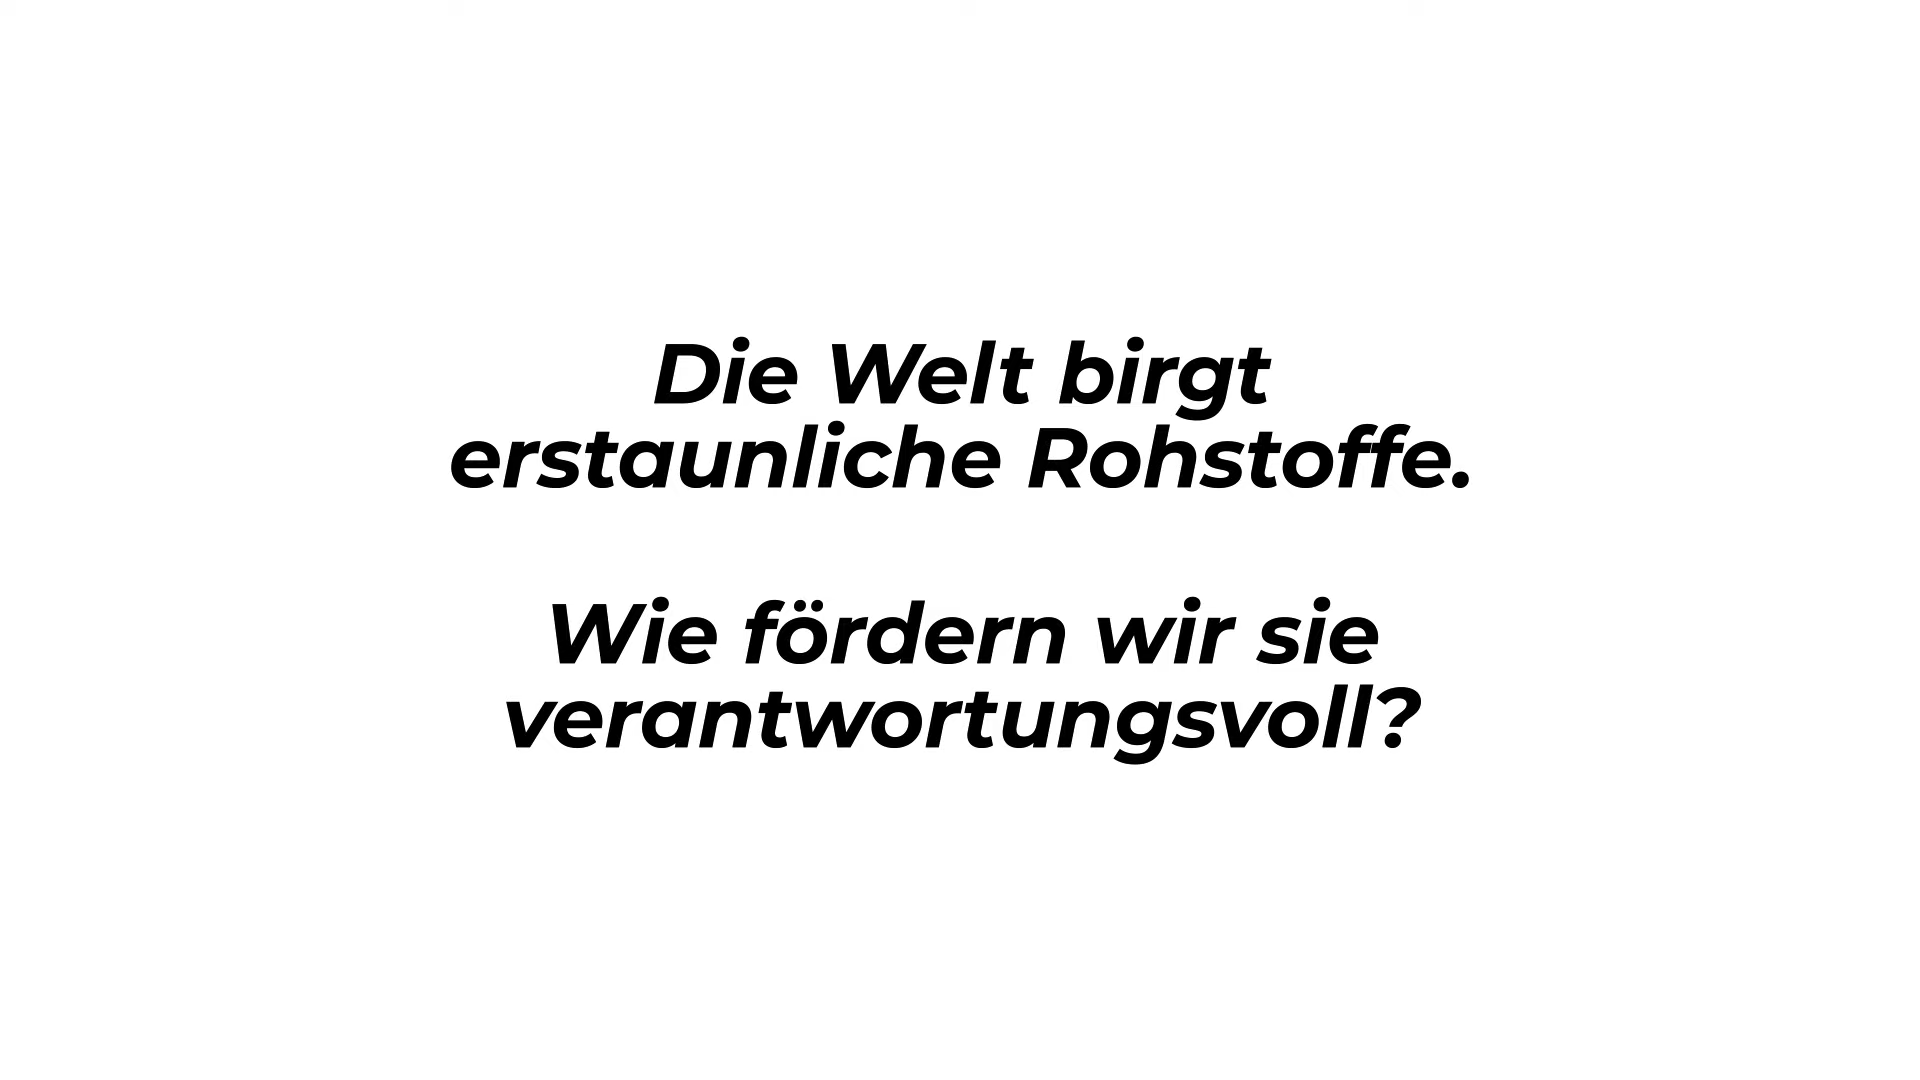 Die Welt birgt
erstaunliche Rohstoffe.
Wie fördern wir sie
verantwortungsvoll?